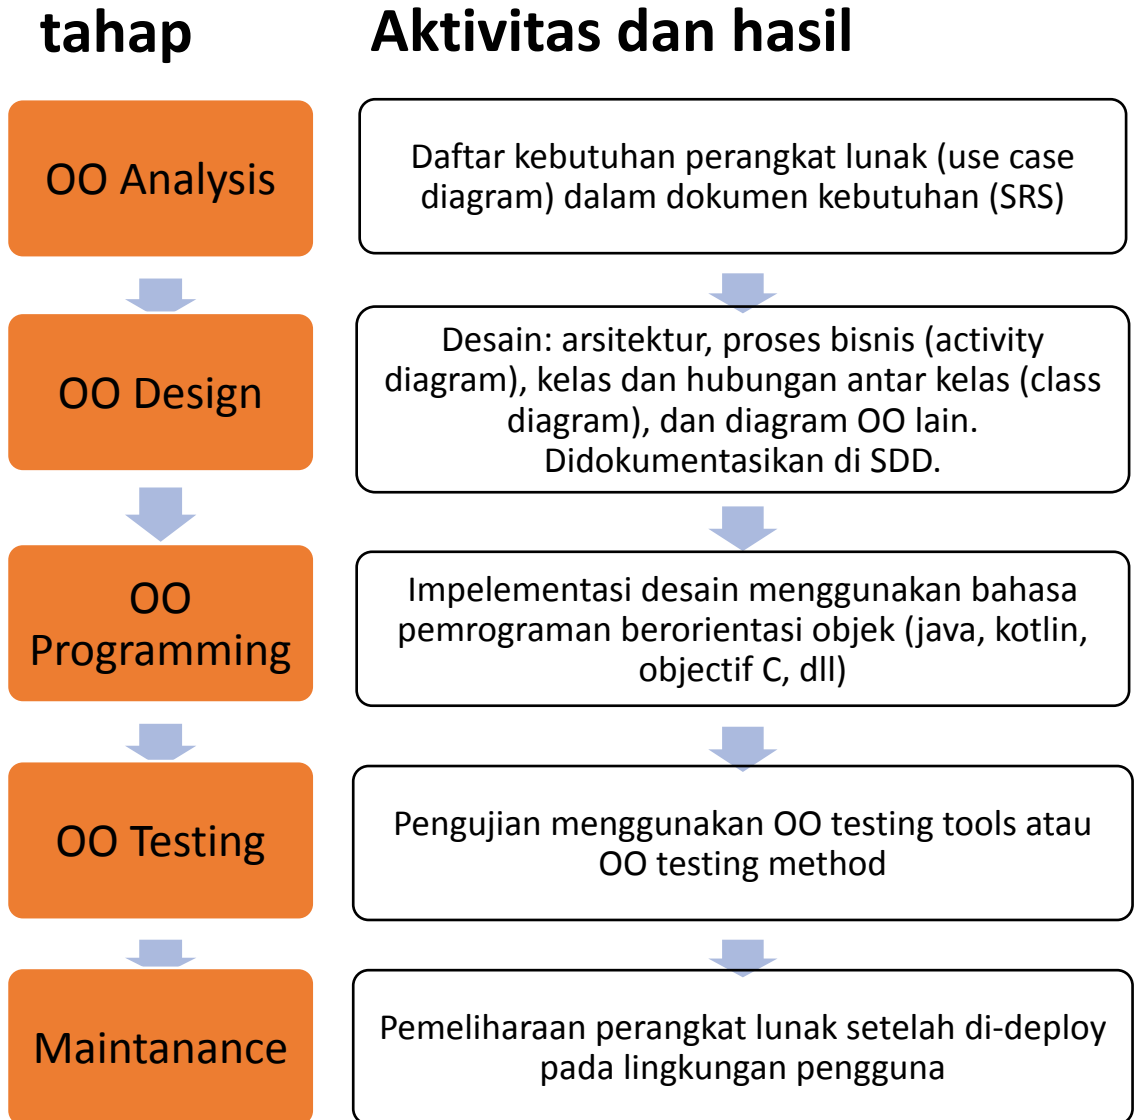 tahap
Aktivitas dan hasil
OO Analysis
Daftar kebutuhan perangkat lunak (use case
diagram) dalam dokumen kebutuhan (SRS)
OO Design
Desain: arsitektur, proses bisnis (activity
diagram), kelas dan hubungan antar kelas (class
diagram), dan diagram OO lain.
Didokumentasikan di SDD.
OO
Programming
Impelementasi desain menggunakan bahasa
pemrograman berorientasi objek (java, kotlin,
objectif C, dll)
OO Testing
Pengujian menggunakan OO testing tools atau
OO testing method
Maintanance
Pemeliharaan perangkat lunak setelah di-deploy
pada lingkungan pengguna